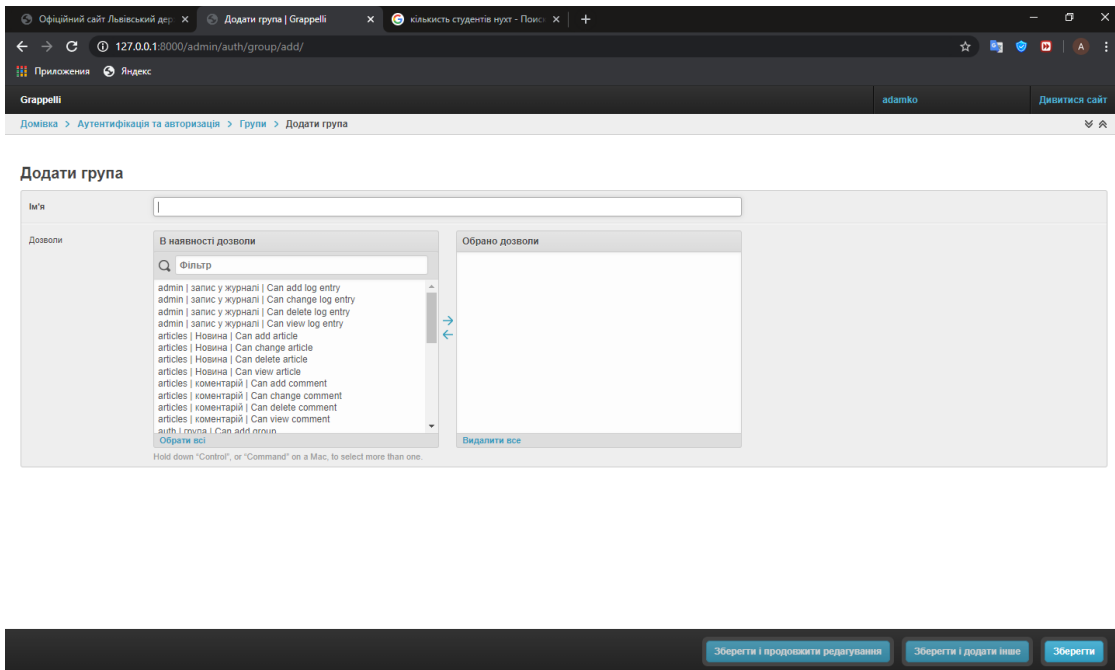 Офіційний сайт Львівський дер
Додати група | Grappelli
кількисть студентів нухт - Поис
127.0.0.1:8000/admin/auth/group/add/
A
Приложения
Яндекс
Grappelli
adamko
Дивитися сайт
Домівка > Аутентифікація та авторизація > Групи > Додати група
Додати група
Ім'я
Дозволи
В наявності дозволи
Фільтр
admin | запис у журналі | Can add log entry
admin | запис у журналі | Can change log entry
admin | запис у журналі | Can delete log entry
admin | запис у журналі | Can view log entry
articles | Новина | Can add article
articles | Новина | Can change article
articles | Новина | Can delete article
articles | Новина | Can view article
articles | коментарій | Can add comment
articles | коментарій | Can change comment
articles | коментарій | Can delete comment
articles | коментарій | Can view comment
auth | група | Can add group
Обрати всі
Обрано дозволи
Видалити все
Hold down “Control”, or “Command” on a Mac, to select more than one.
Зберегти і продовжити редагування
Зберегти і додати інше
Зберегти